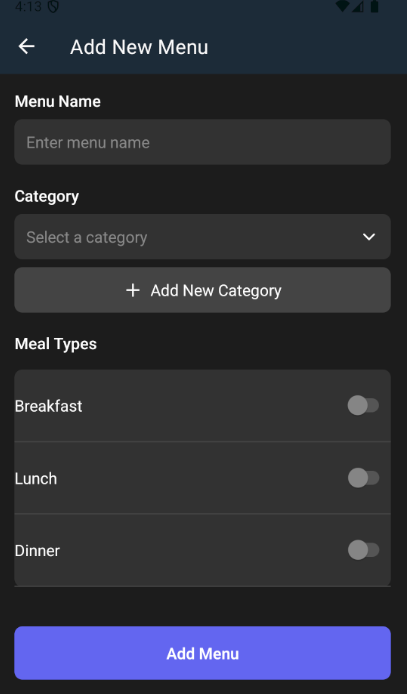 4:13
Add New Menu
Menu Name
Enter menu name
Category
Select a category
+ Add New Category
Meal Types
Breakfast
Lunch
Dinner
Add Menu